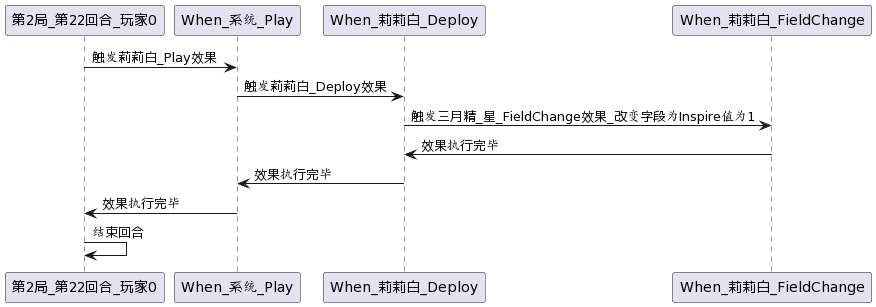 第2局_第22回合_玩家0
When_系统_Play
When_莉莉白_Deploy
When_莉莉白_FieldChange
触发莉莉白_Play效果
触发莉莉白_Deploy效果
触发三月精_星_FieldChange效果_改变字段为Inspire值为1
效果执行完毕
效果执行完毕
效果执行完毕
结束回合
第2局_第22回合_玩家0
When_系统_Play
When_莉莉白_Deploy
When_莉莉白_FieldChange